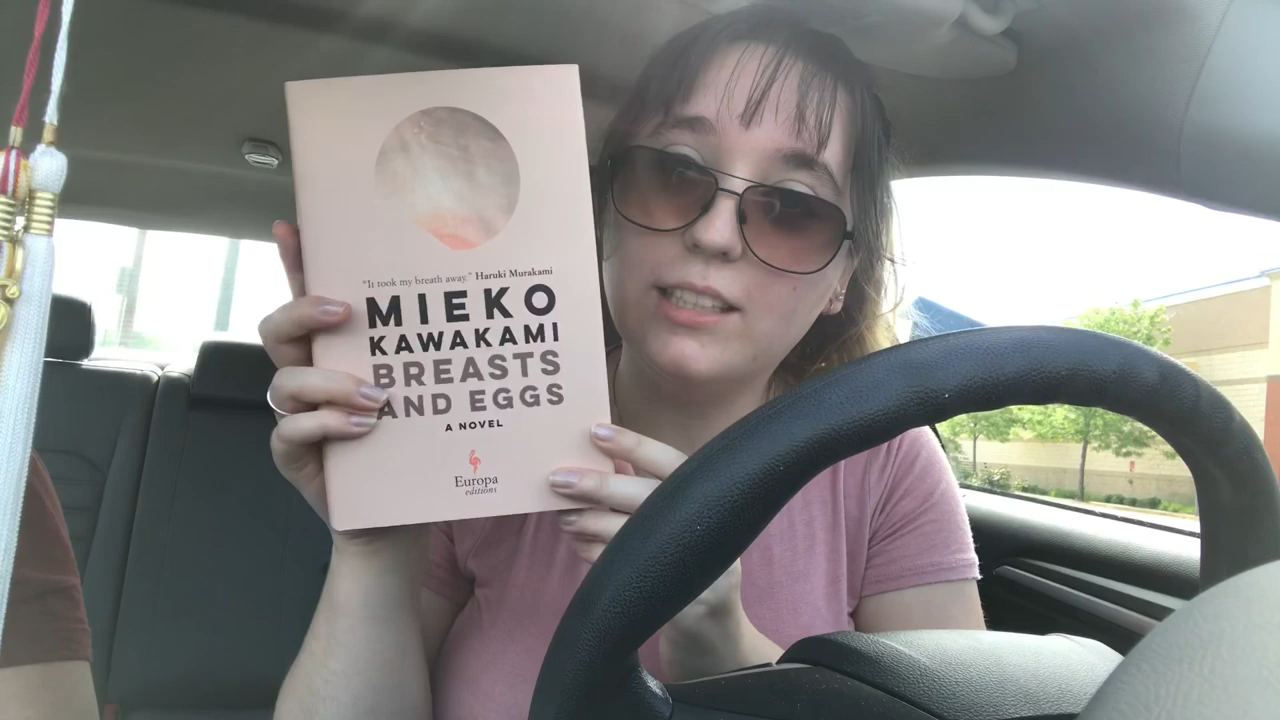 "It took my breath away." Haruki Murakami
MIEKO
KAWAKAMI
BREASTS
AND EGGS
A NOVEL
Europa
editions